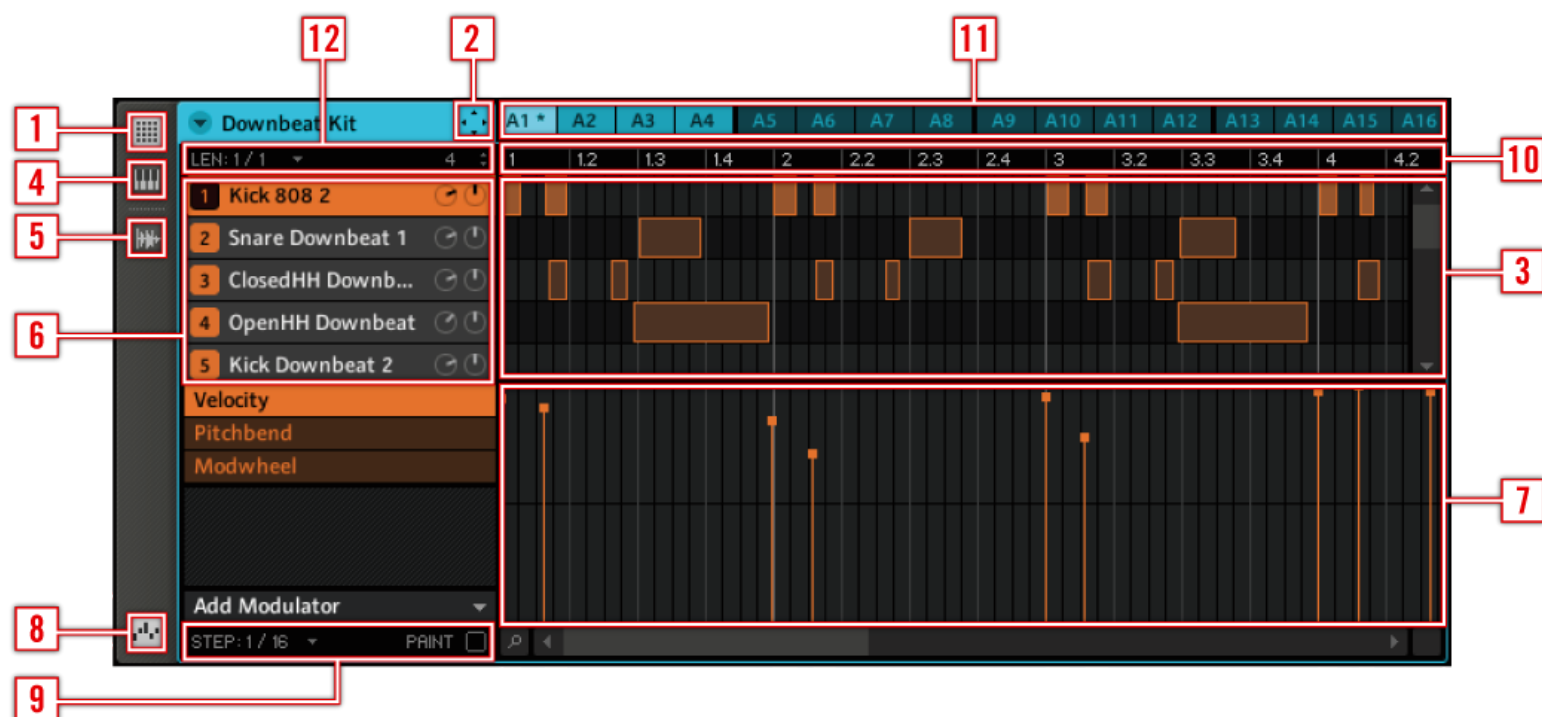 12 2 11
1 Downbeat Kit A1 * A2 A3 A4 A5 A6 A7 A8 A9 A10 A11 A12 A13 A14 A15 A16
LEN: 1 / 1 4 1 1.2 1.3 1.4 2 2.2 2.3 2.4 3 3.2 3.3 3.4 4 4.2 10
4 1 Kick 808 2
5 2 Snare Downbeat 1
3 ClosedHH Downb... 3
6 4 OpenHH Downbeat
5 Kick Downbeat 2
Velocity
Pitchbend
Modwheel
7
Add Modulator
8 STEP: 1 / 16 PAINT
9